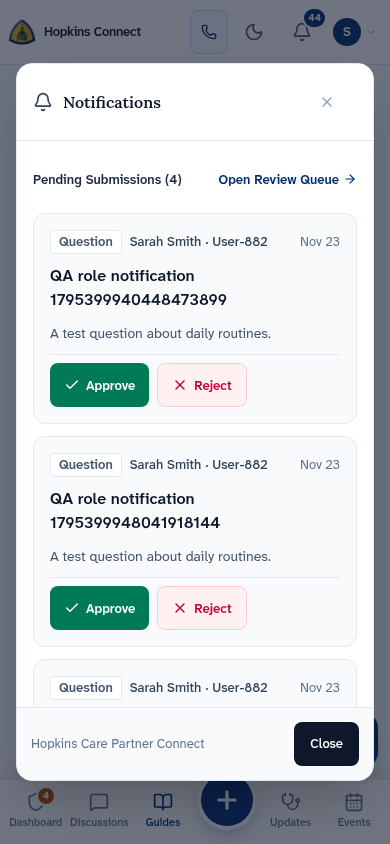 Hopkins Connect
44
S
Notifications
Pending Submissions (4)
Open Review Queue
Question
Sarah Smith · User-882
Nov 23
QA role notification
1795399940448473899
A test question about daily routines.
Approve
Reject
Question
Sarah Smith · User-882
Nov 23
QA role notification
1795399948041918144
A test question about daily routines.
Approve
Reject
Question
Sarah Smith · User-882
Nov 23
Hopkins Care Partner Connect
Close
4
Dashboard
Discussions
Guides
Updates
Events